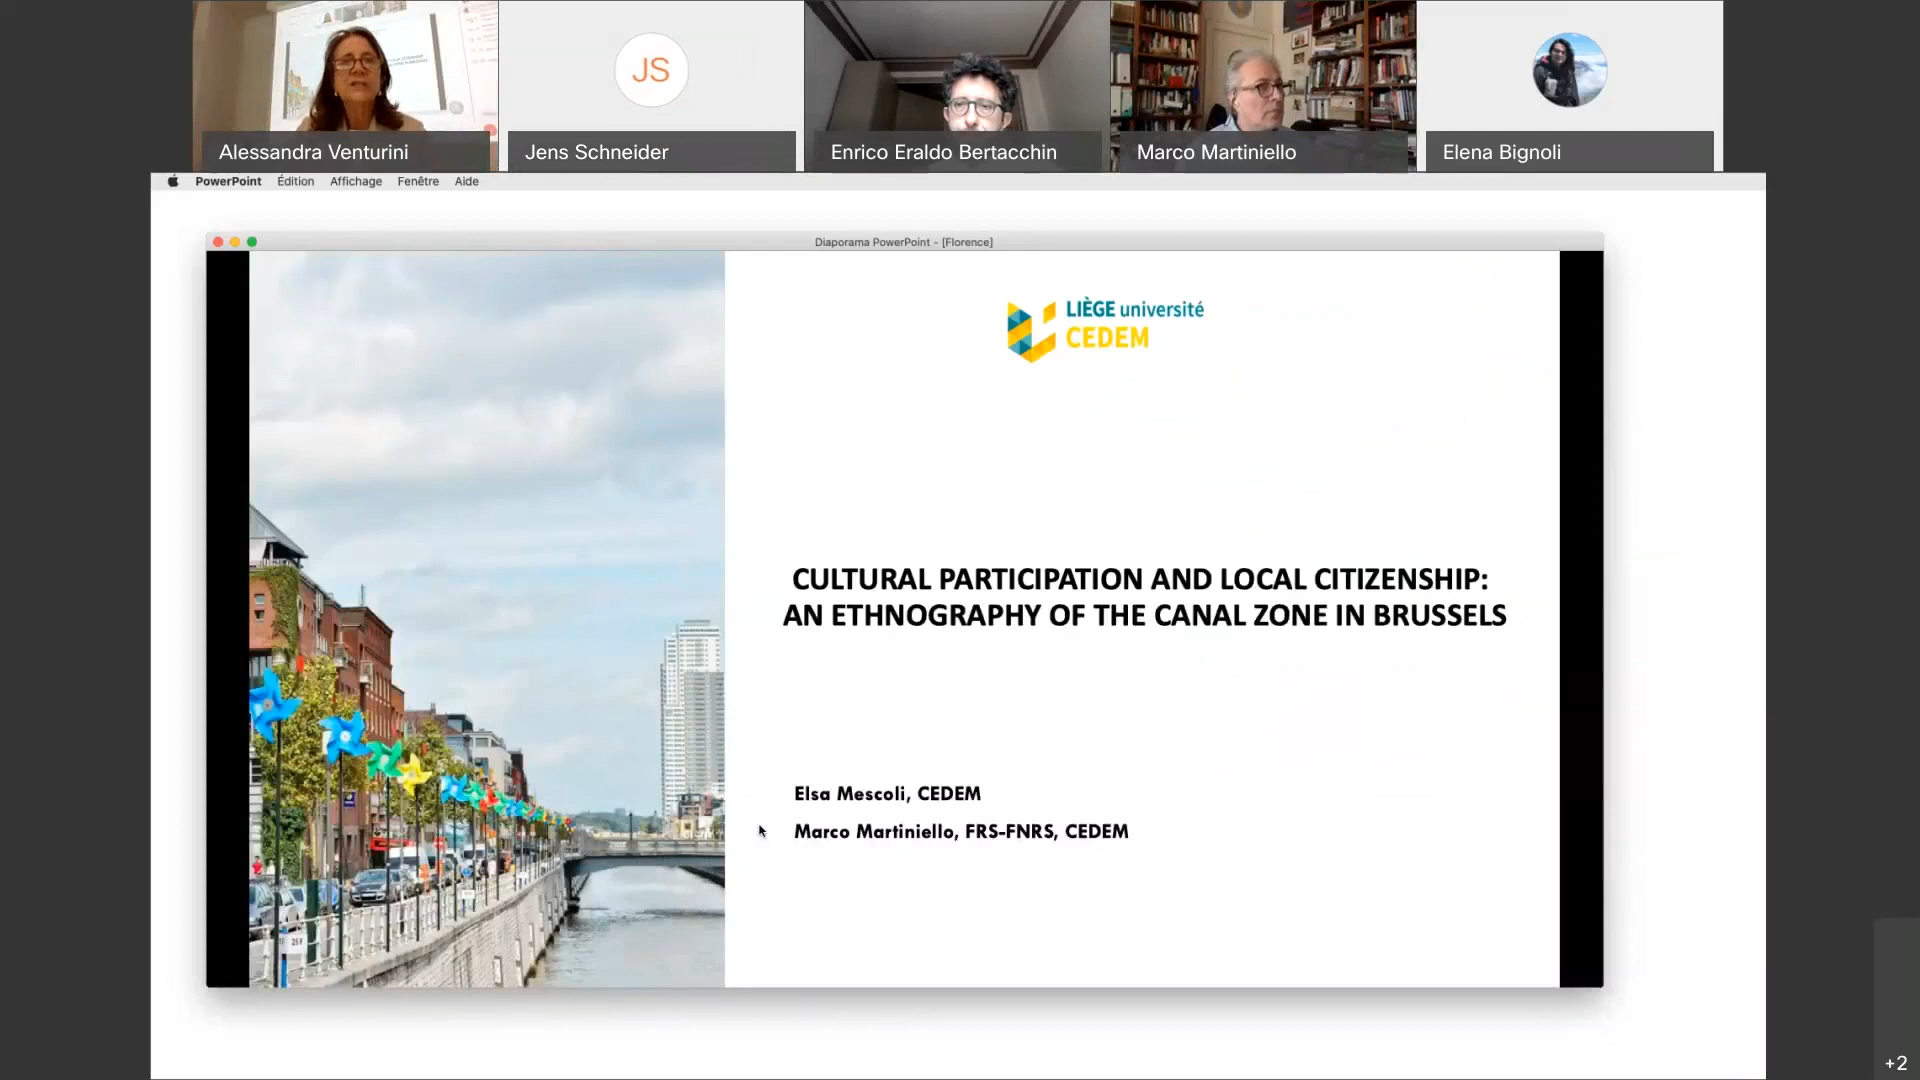 JS
Alessandra Venturini
Jens Schneider
Enrico Eraldo Bertacchin
Marco Martiniello
Elena Bignoli
PowerPoint Édition Affichage Fenêtre Aide
Diaporama PowerPoint - [Florence]
LIÈGE université
CEDEM
CULTURAL PARTICIPATION AND LOCAL CITIZENSHIP:
AN ETHNOGRAPHY OF THE CANAL ZONE IN BRUSSELS
Elsa Mescoli, CEDEM
Marco Martiniello, FRS-FNRS, CEDEM
+2